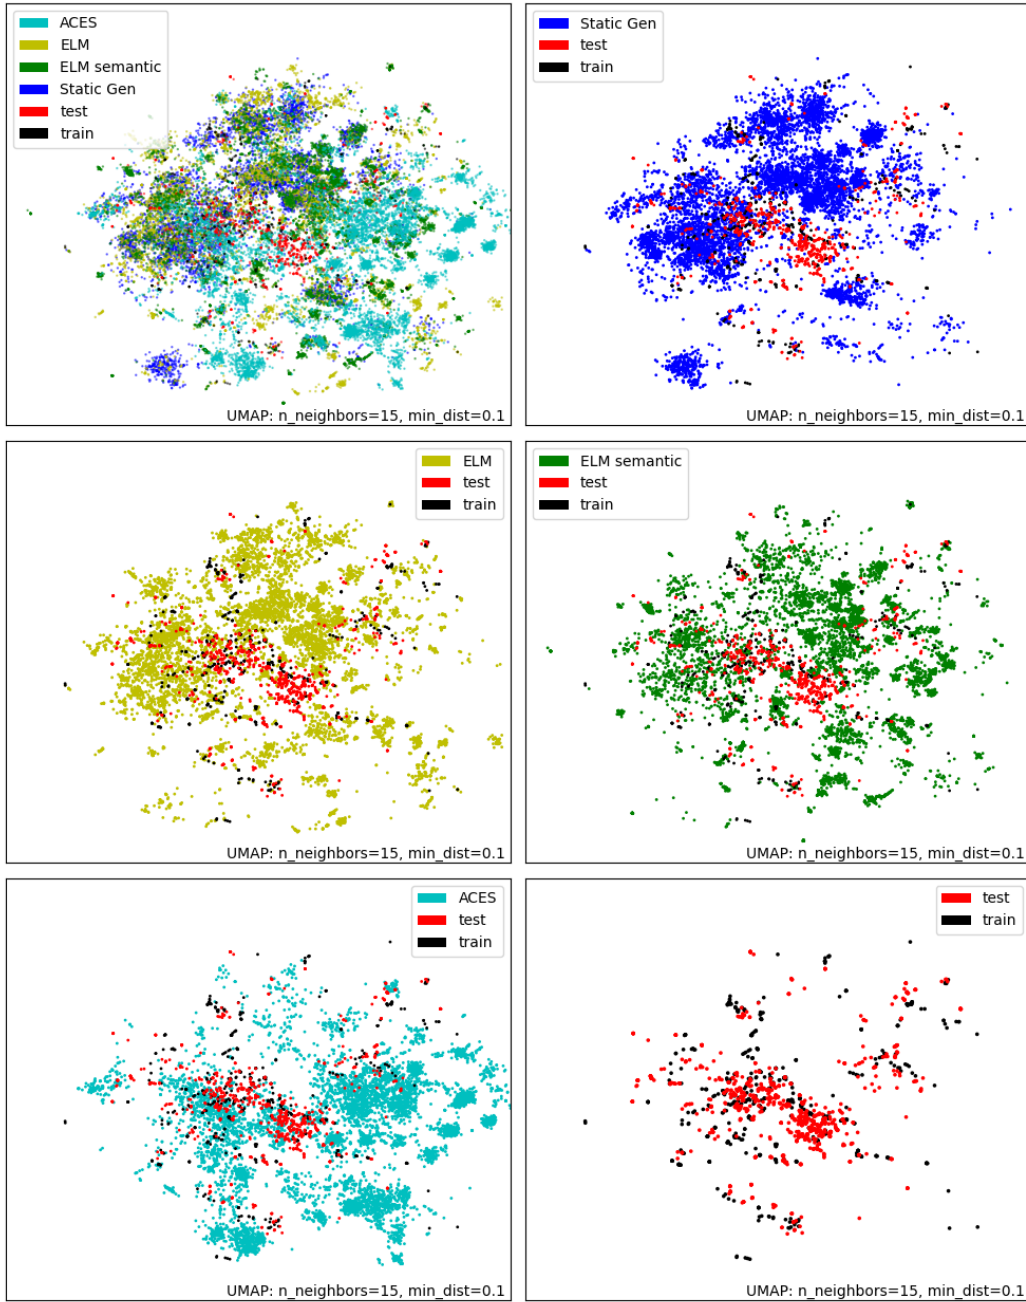 ACES
ELM
ELM semantic
Static Gen
test
train
UMAP: n_neighbors=15, min_dist=0.1
Static Gen
test
train
UMAP: n_neighbors=15, min_dist=0.1
ELM
test
train
UMAP: n_neighbors=15, min_dist=0.1
ELM semantic
test
train
UMAP: n_neighbors=15, min_dist=0.1
ACES
test
train
UMAP: n_neighbors=15, min_dist=0.1
test
train
UMAP: n_neighbors=15, min_dist=0.1